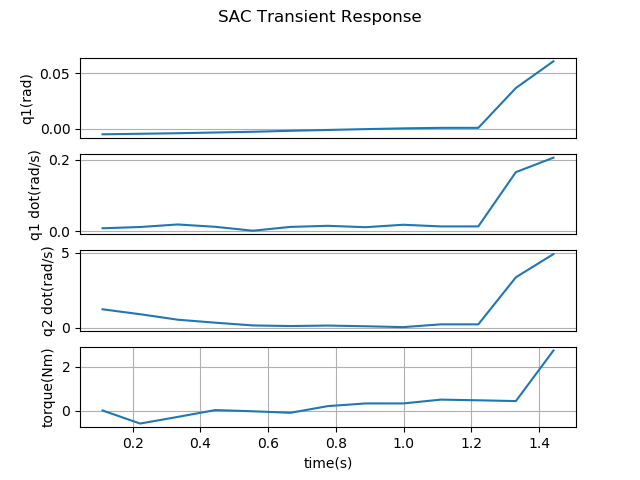 SAC Transient Response
q1(rad)
0.05
0.00
q1 dot(rad/s)
0.2
0.0
q2 dot(rad/s)
5
0
torque(Nm)
2
0
0.2 0.4 0.6 0.8 1.0 1.2 1.4
time(s)